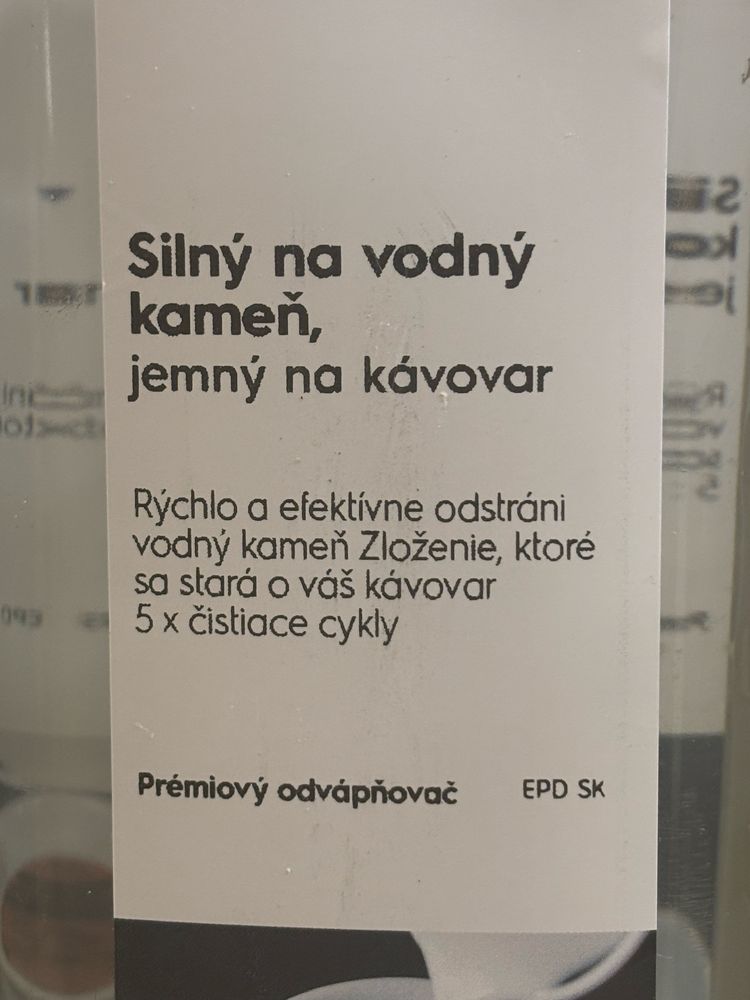 Silný na vodný
kameň,
jemný na kávovar
Rýchlo a efektívne odstráni
vodný kameň Zloženie, ktoré
sa stará o váš kávovar
5 x čistiace cykly
Prémiový odvápňovač
EPD SK